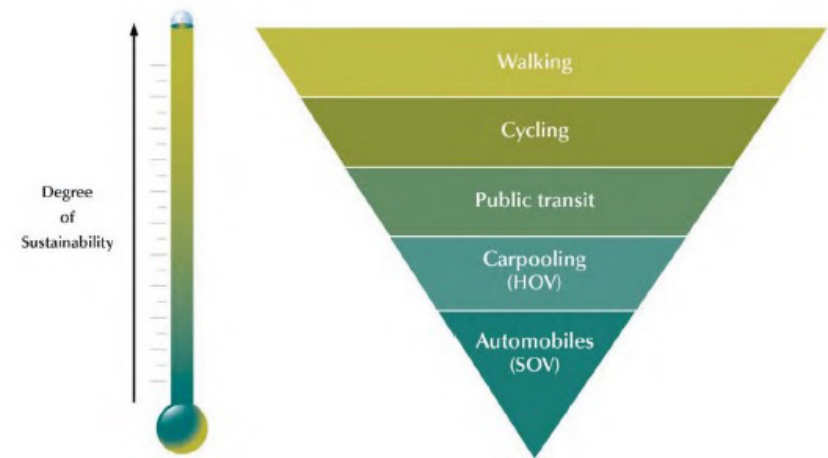 Degree
of
Sustainability
Walking
Cycling
Public transit
Carpooling
(HOV)
Automobiles
(SOV)